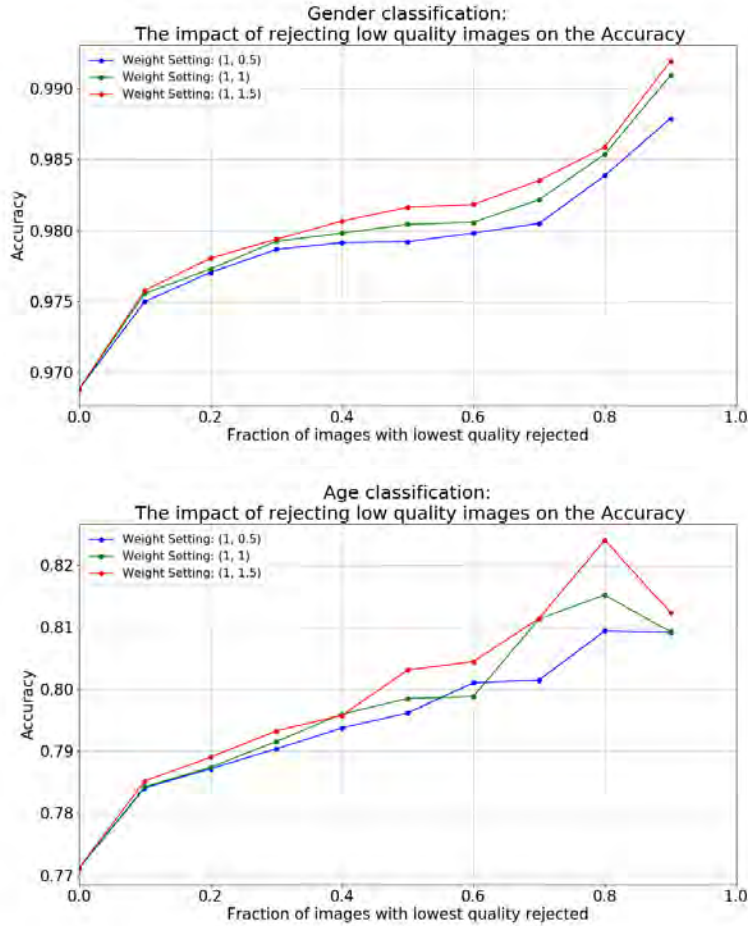 Gender classification:
The impact of rejecting low quality images on the Accuracy
Weight Setting: (1, 0.5)
Weight Setting: (1, 1)
Weight Setting: (1, 1.5)
0.990
0.985
0.980
0.975
0.970
Accuracy
0.0 0.2 0.4 0.6 0.8 1.0
Fraction of images with lowest quality rejected
Age classification:
The impact of rejecting low quality images on the Accuracy
Weight Setting: (1, 0.5)
Weight Setting: (1, 1)
Weight Setting: (1, 1.5)
0.82
0.81
0.80
0.79
0.78
0.77
Accuracy
0.0 0.2 0.4 0.6 0.8 1.0
Fraction of images with lowest quality rejected